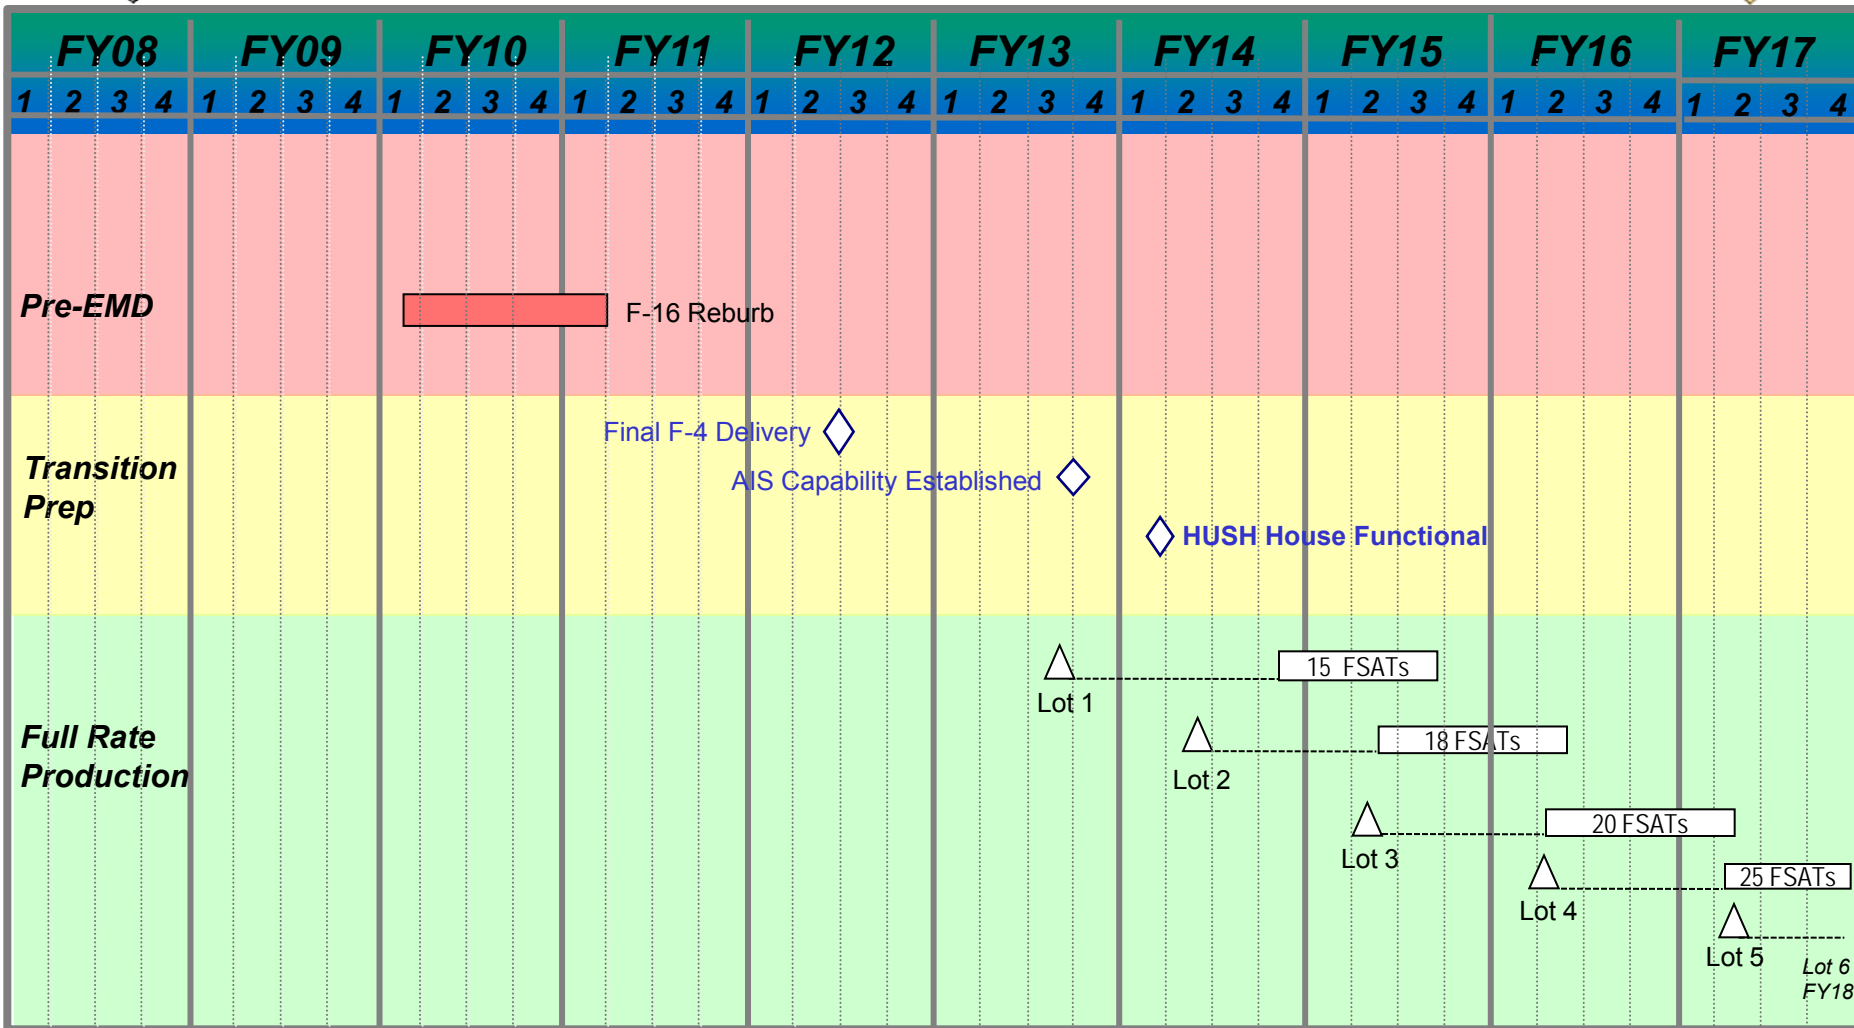 FY08 FY09 FY10 FY11 FY12 FY13 FY14 FY15 FY16 FY17
1 2 3 4 1 2 3 4 1 2 3 4 1 2 3 4 1 2 3 4 1 2 3 4 1 2 3 4 1 2 3 4 1 2 3 4 1 2 3 4
Pre-EMD
F-16 Reburb
Transition
Prep
Final F-4 Delivery
AIS Capability Established
HUSH House Functional
Full Rate
Production
15 FSATs
Lot 1
18 FSATs
Lot 2
20 FSATs
Lot 3
25 FSATs
Lot 4
Lot 5
Lot 6
FY18